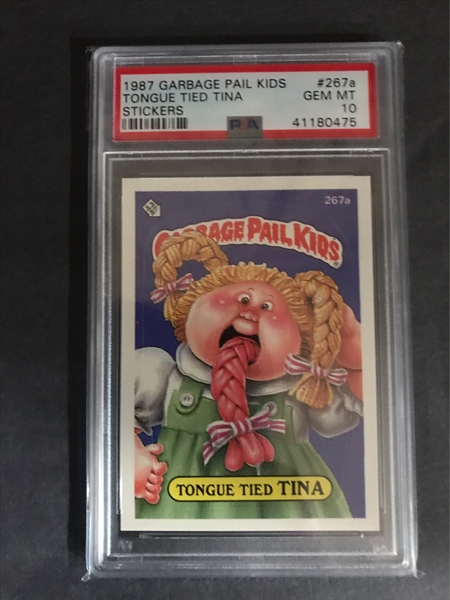 1987 GARBAGE PAIL KIDS #267a
TONGUE TIED TINA GEM MT
STICKERS 10
PSA 41180475
267a
GARBAGE PAIL KIDS
TONGUE TIED TINA